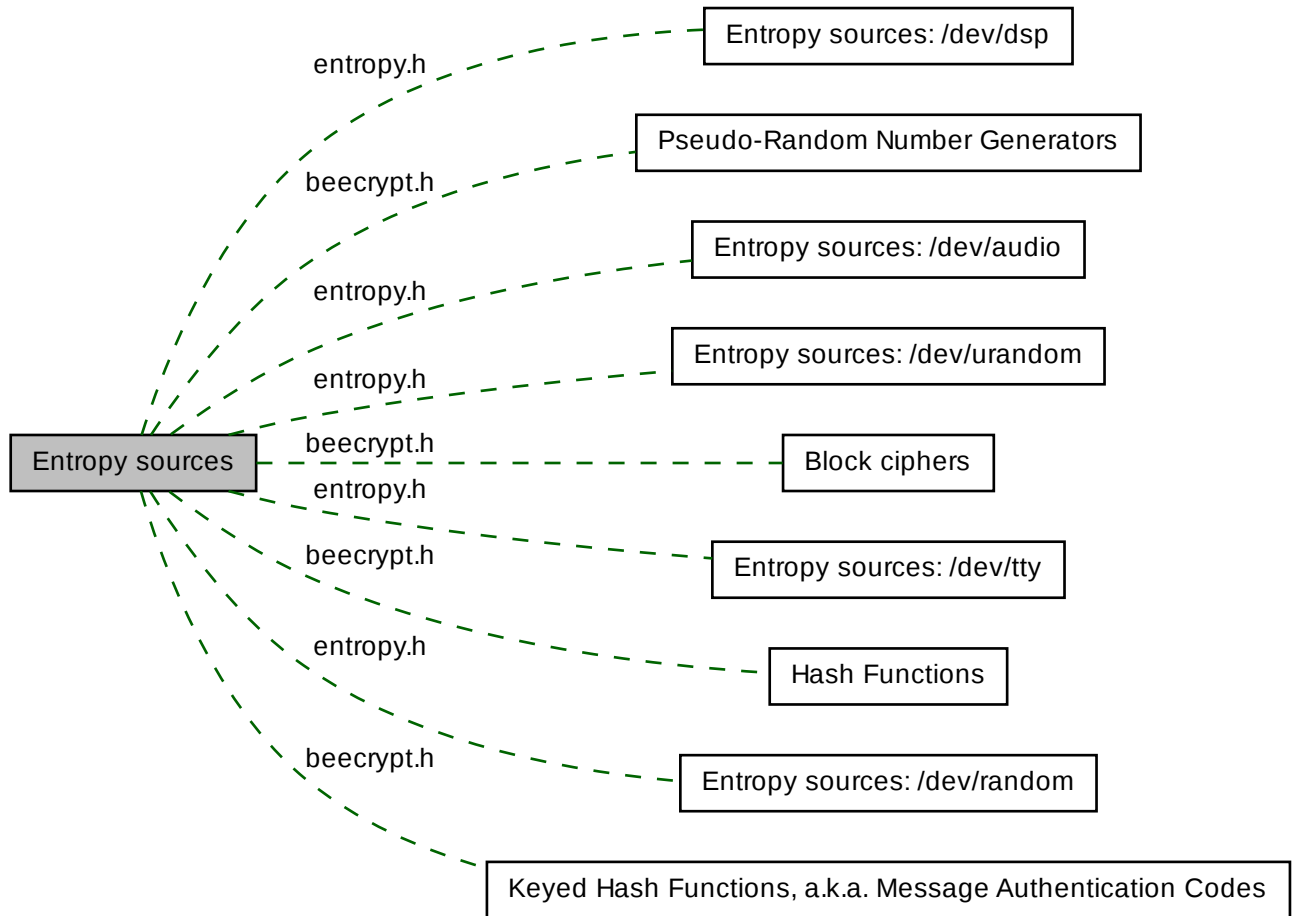 Entropy sources: /dev/dsp
entropy.h
Pseudo-Random Number Generators
beecrypt.h
Entropy sources: /dev/audio
entropy.h
Entropy sources: /dev/urandom
entropy.h
beecrypt.h
Entropy sources
Block ciphers
entropy.h
Entropy sources: /dev/tty
beecrypt.h
Hash Functions
entropy.h
Entropy sources: /dev/random
beecrypt.h
Keyed Hash Functions, a.k.a. Message Authentication Codes